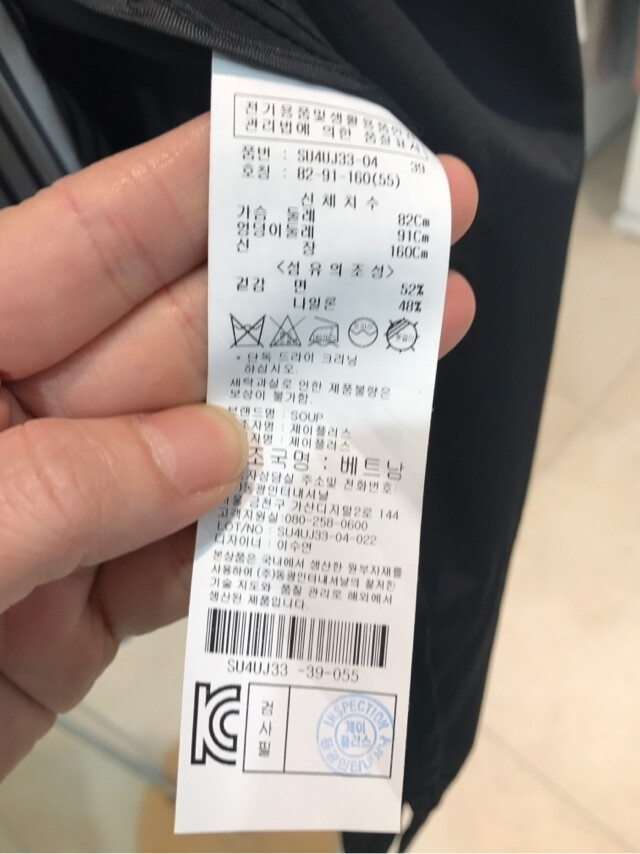 전기용품및생활용품안전
관리법에 의한 품질표시
품번 : SU4UJ33-04 39
호칭 : 82-91-160(55)
신체치수
가슴 둘레 82Cm
엉덩이둘레 91Cm
신 장 160Cm
<섬유의조성>
겉감 면 52%
나일론 48%
* 단독 드라이 크리닝
하십시오.
세탁과실로 인한 제품불량은
보상이 불가함.
브랜드명 : SOUP
조자명 : 제이플러스
자명 : 제이플러스
조국명 : 베트남
자상담실 주소및 전화번호:
동광인터내셔날
서울 금천구 가산디지털2로 144
고객지원실:080-258-0600
LOT/NO : SU4UJ33-04-022
디자이너 : 이수연
본상품은 국내에서 생산한 원부자재를
사용하여 (주)동광인터내셔날의 철저한
기술 지도와 품질 관리로 해외에서
생산된 제품입니다.
SU4UJ33 -39-055
KC
검사필
INSPECTION
제이
플러스